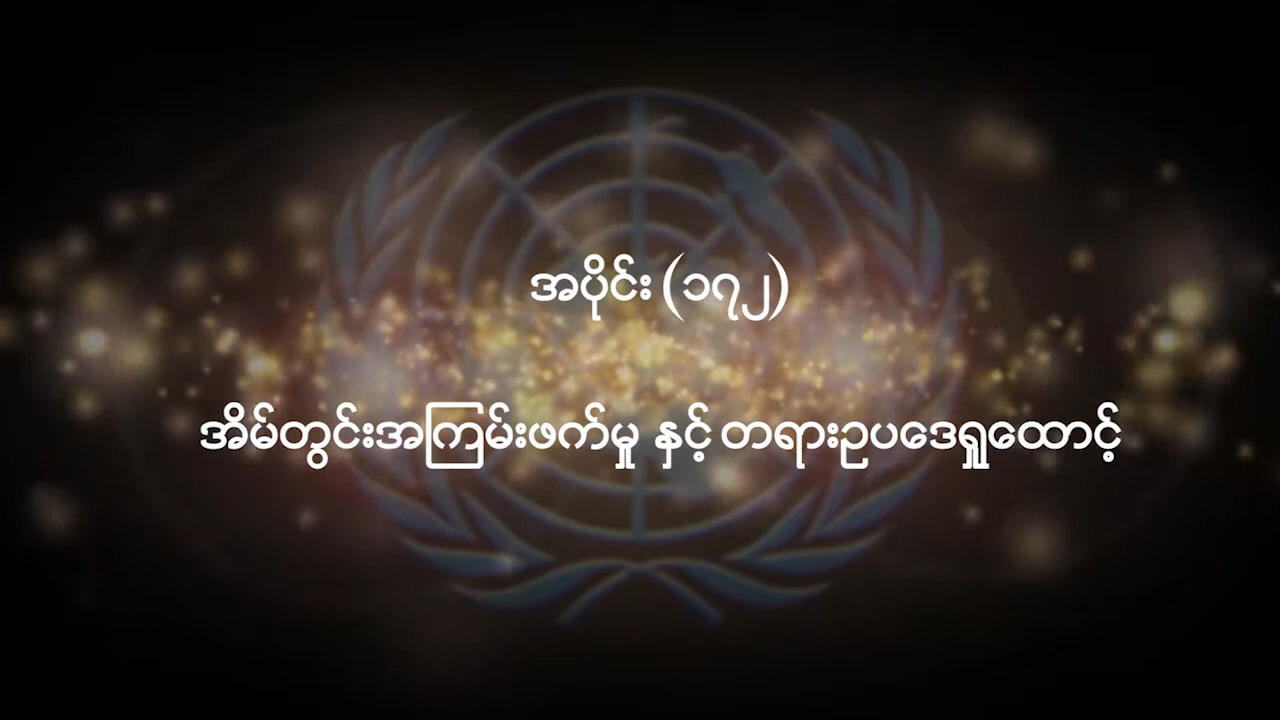 အပိုင်း (၁၇၂)
အိမ်တွင်းအကြမ်းဖက်မှု နှင့် တရားဥပဒေရှုထောင့်